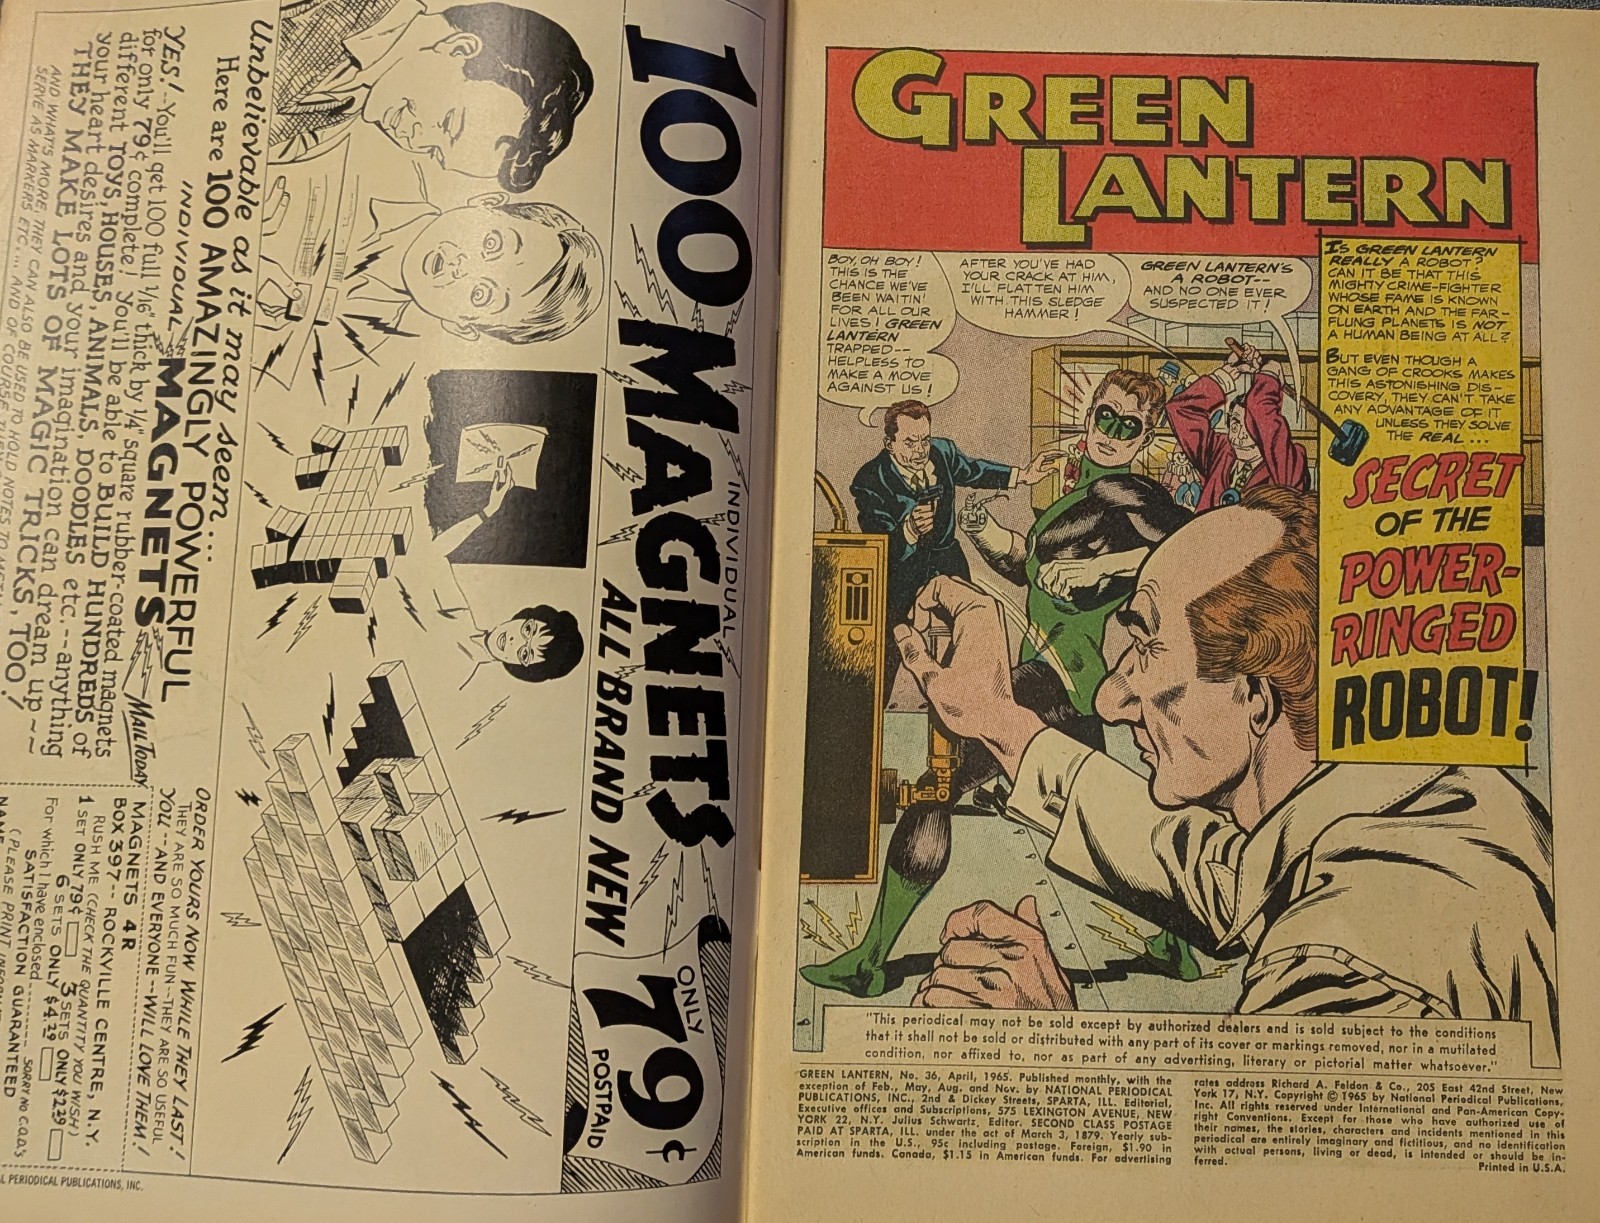 100 INDIVIDUAL
MAGNETS
ALL BRAND NEW
ONLY
79¢
POSTPAID
Unbelievable as it may seem...
Here are 100 AMAZINGLY POWERFUL
INDIVIDUAL MAGNETS
YES!--You'll get 100 full 1/16" thick by 1/4" square rubber-coated magnets
for only 79¢ complete! You'll be able to BUILD HUNDREDS of
different TOYS, HOUSES, ANIMALS, DOODLES etc.--anything
your heart desires and your imagination can dream up~~
THEY MAKE LOTS OF MAGIC TRICKS, TOO!
AND WHAT'S MORE, THEY CAN ALSO BE USED TO HOLD NOTES TO METAL
SERVE AS MARKERS ETC... AND OF COURSE
MAIL TODAY
ORDER YOURS NOW WHILE THEY LAST!
THEY ARE SO MUCH FUN--THEY ARE SO USEFUL
YOU--AND EVERYONE--WILL LOVE THEM!
MAGNETS 4R
BOX 397-- ROCKVILLE CENTRE, N.Y.
RUSH ME (CHECK THE QUANTITY YOU WISH)
1 SET ONLY 79¢ 3 SETS ONLY $2.39
6 SETS ONLY $4.39
For which I have enclosed------ SORRY NO C.O.D.'S
SATISFACTION GUARANTEED
(PLEASE PRINT
NAME
L PERIODICAL PUBLICATIONS, INC.
GREEN
LANTERN
BOY, OH BOY!
THIS IS THE
CHANCE WE'VE
BEEN WAITIN'
FOR ALL OUR
LIVES! GREEN
LANTERN
TRAPPED--
HELPLESS TO
MAKE A MOVE
AGAINST US!
AFTER YOU'VE HAD
YOUR CRACK AT HIM,
I'LL FLATTEN HIM
WITH THIS SLEDGE
HAMMER!
GREEN LANTERN'S
A ROBOT--
AND NO ONE EVER
SUSPECTED IT!
IS GREEN LANTERN
REALLY A ROBOT?
CAN IT BE THAT THIS
MIGHTY CRIME-FIGHTER
WHOSE FAME IS KNOWN
ON EARTH AND THE FAR-
FLUNG PLANETS IS NOT
A HUMAN BEING AT ALL?
BUT EVEN THOUGH A
GANG OF CROOKS MAKES
THIS ASTONISHING DIS-
COVERY, THEY CAN'T TAKE
ANY ADVANTAGE OF IT
UNLESS THEY SOLVE
THE REAL...
SECRET
OF THE
POWER-
RINGED
ROBOT!
"This periodical may not be sold except by authorized dealers and is sold subject to the conditions
that it shall not be sold or distributed with any part of its cover or markings removed, nor in a mutilated
condition, nor affixed to, nor as part of any advertising, literary or pictorial matter whatsoever."
GREEN LANTERN, No. 36, April, 1965. Published monthly, with the
exception of Feb., May, Aug. and Nov. by NATIONAL PERIODICAL
PUBLICATIONS, INC., 2nd & Dickey Streets, SPARTA, ILL. Editorial,
Executive offices and Subscriptions, 575 LEXINGTON AVENUE, NEW
YORK 22, N.Y. Julius Schwartz, Editor. SECOND CLASS POSTAGE
PAID AT SPARTA, ILL. under the act of March 3, 1879. Yearly sub-
scription in the U.S., 95c including postage. Foreign, $1.90 in
American funds. Canada, $1.15 in American funds. For advertising
rates address Richard A. Feldon & Co., 205 East 42nd Street, New
York 17, N.Y. Copyright © 1965 by National Periodical Publications,
Inc. All rights reserved under International and Pan-American Copy-
right Conventions. Except for those who have authorized use of
their names, the stories, characters and incidents mentioned in this
periodical are entirely imaginary and fictitious, and no identification
with actual persons, living or dead, is intended or should be in-
ferred.
Printed in U.S.A.